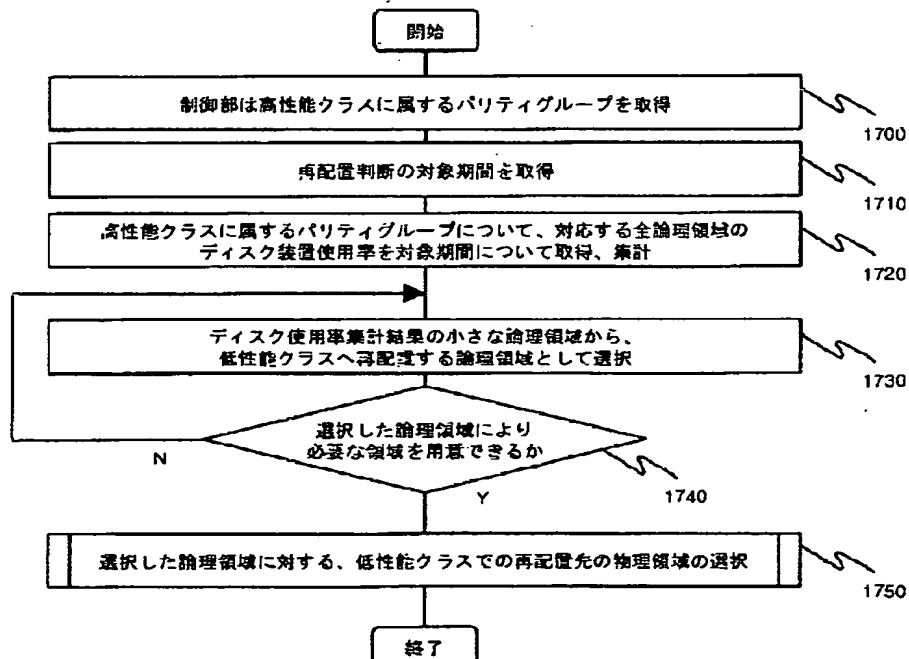 開始
制御部は高性能クラスに属するパリティグループを取得
1700
再配置判断の対象期間を取得
1710
高性能クラスに属するパリティグループについて、対応する全論理領域の
ディスク装置使用率を対象期間について取得、集計
1720
ディスク使用率集計結果の小さな論理領域から、
低性能クラスへ再配置する論理領域として選択
1730
選択した論理領域により
必要な領域を用意できるか
N
Y
1740
選択した論理領域に対する、低性能クラスでの再配置先の物理領域の選択
1750
終了